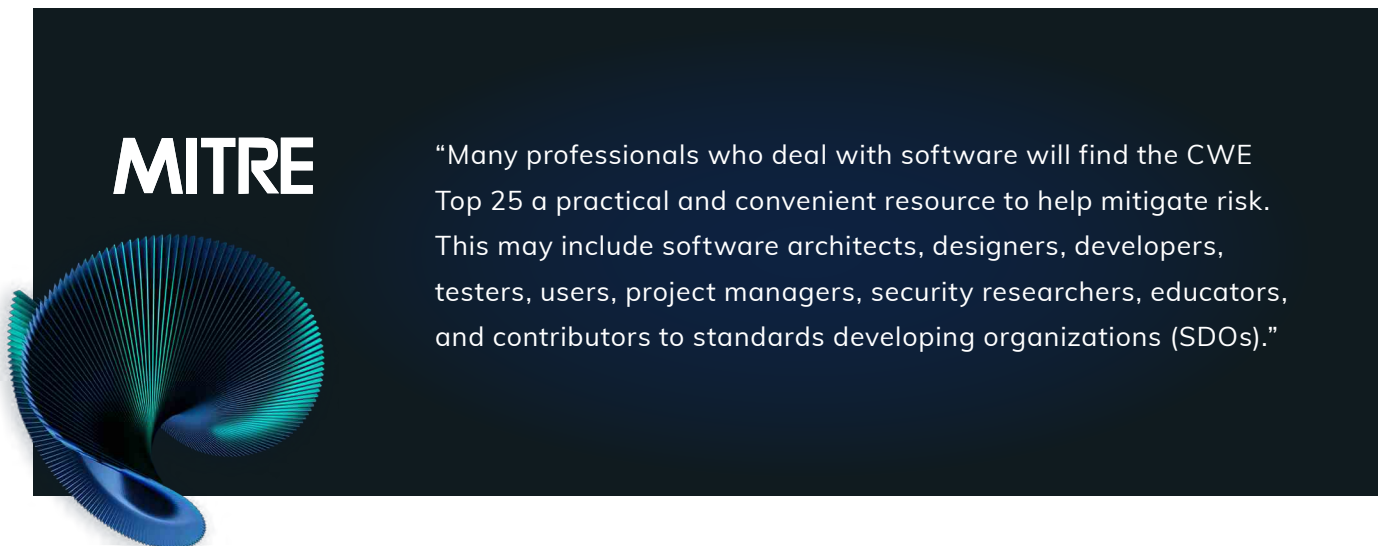 MITRE
“Many professionals who deal with software will find the CWE
Top 25 a practical and convenient resource to help mitigate risk.
This may include software architects, designers, developers,
testers, users, project managers, security researchers, educators,
and contributors to standards developing organizations (SDOs).”